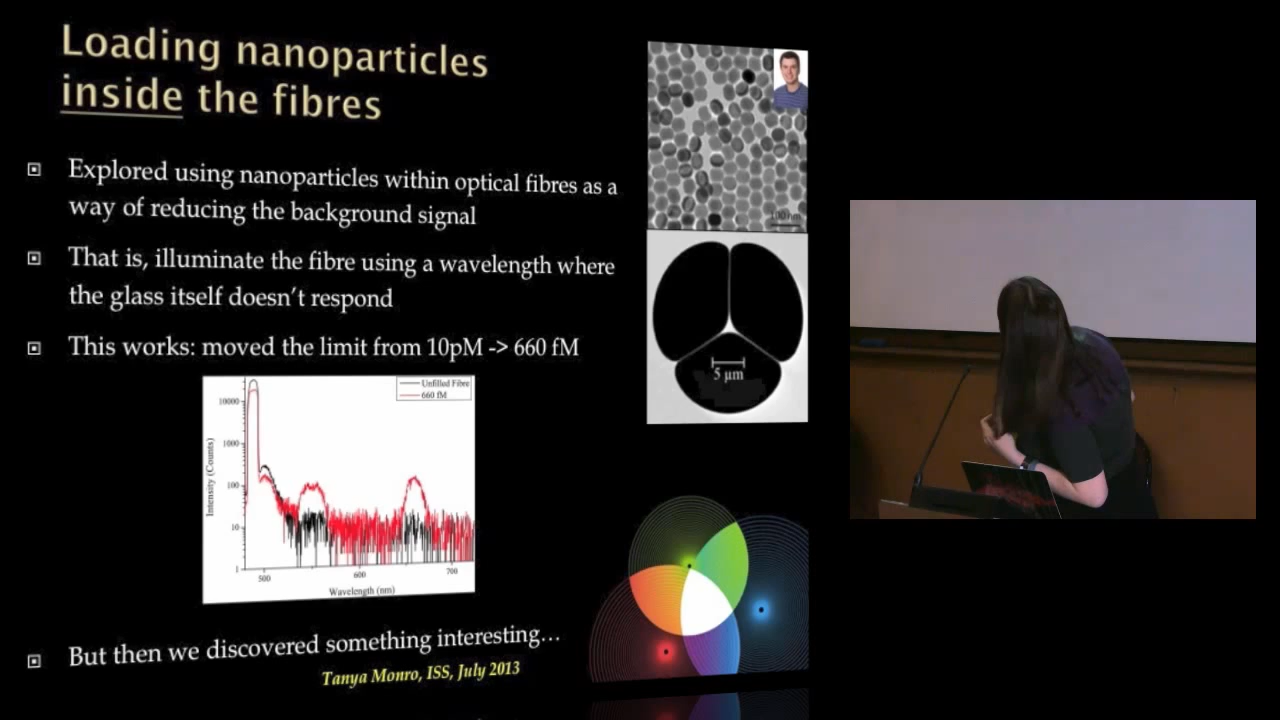 Loading nanoparticles
inside the fibres
Explored using nanoparticles within optical fibres as a
way of reducing the background signal
That is, illuminate the fibre using a wavelength where
the glass itself doesn't respond
This works: moved the limit from 10pM -> 660 fM
Unfilled Fibre
660 fM
Intensity (Counts)
10000
1000
100
10
1
500
600
700
Wavelength (nm)
But then we discovered something interesting…
Tanya Monro, ISS, July 2013
100 nm
5 µm